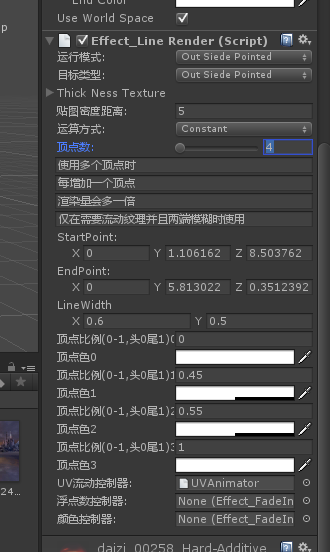 End Color
Use World Space
p
Effect_Line Render (Script)
运行模式: Out Siede Pointed
目标类型: Out Siede Pointed
Thick Ness Texture
贴图密度距离: 5
运算方式: Constant
顶点数: 4
使用多个顶点时
每增加一个顶点
渲染量会多一倍
仅在需要流动纹理并且两端模糊时使用
StartPoint:
X 0 Y 1.106162 Z 8.503762
EndPoint:
X 0 Y 5.813022 Z 0.3512392
LineWidth
X 0.6 Y 0.5
顶点比例(0-1,头0尾1)0 0
顶点色0
顶点比例(0-1,头0尾1)1 0.45
顶点色1
顶点比例(0-1,头0尾1)2 0.55
顶点色2
顶点比例(0-1,头0尾1)3 1
顶点色3
UV流动控制器: UVAnimator
24...
浮点数控制器: None (Effect_FadeIn
颜色控制器: None (Effect_FadeIn
daizi_00258_Hard-Additive